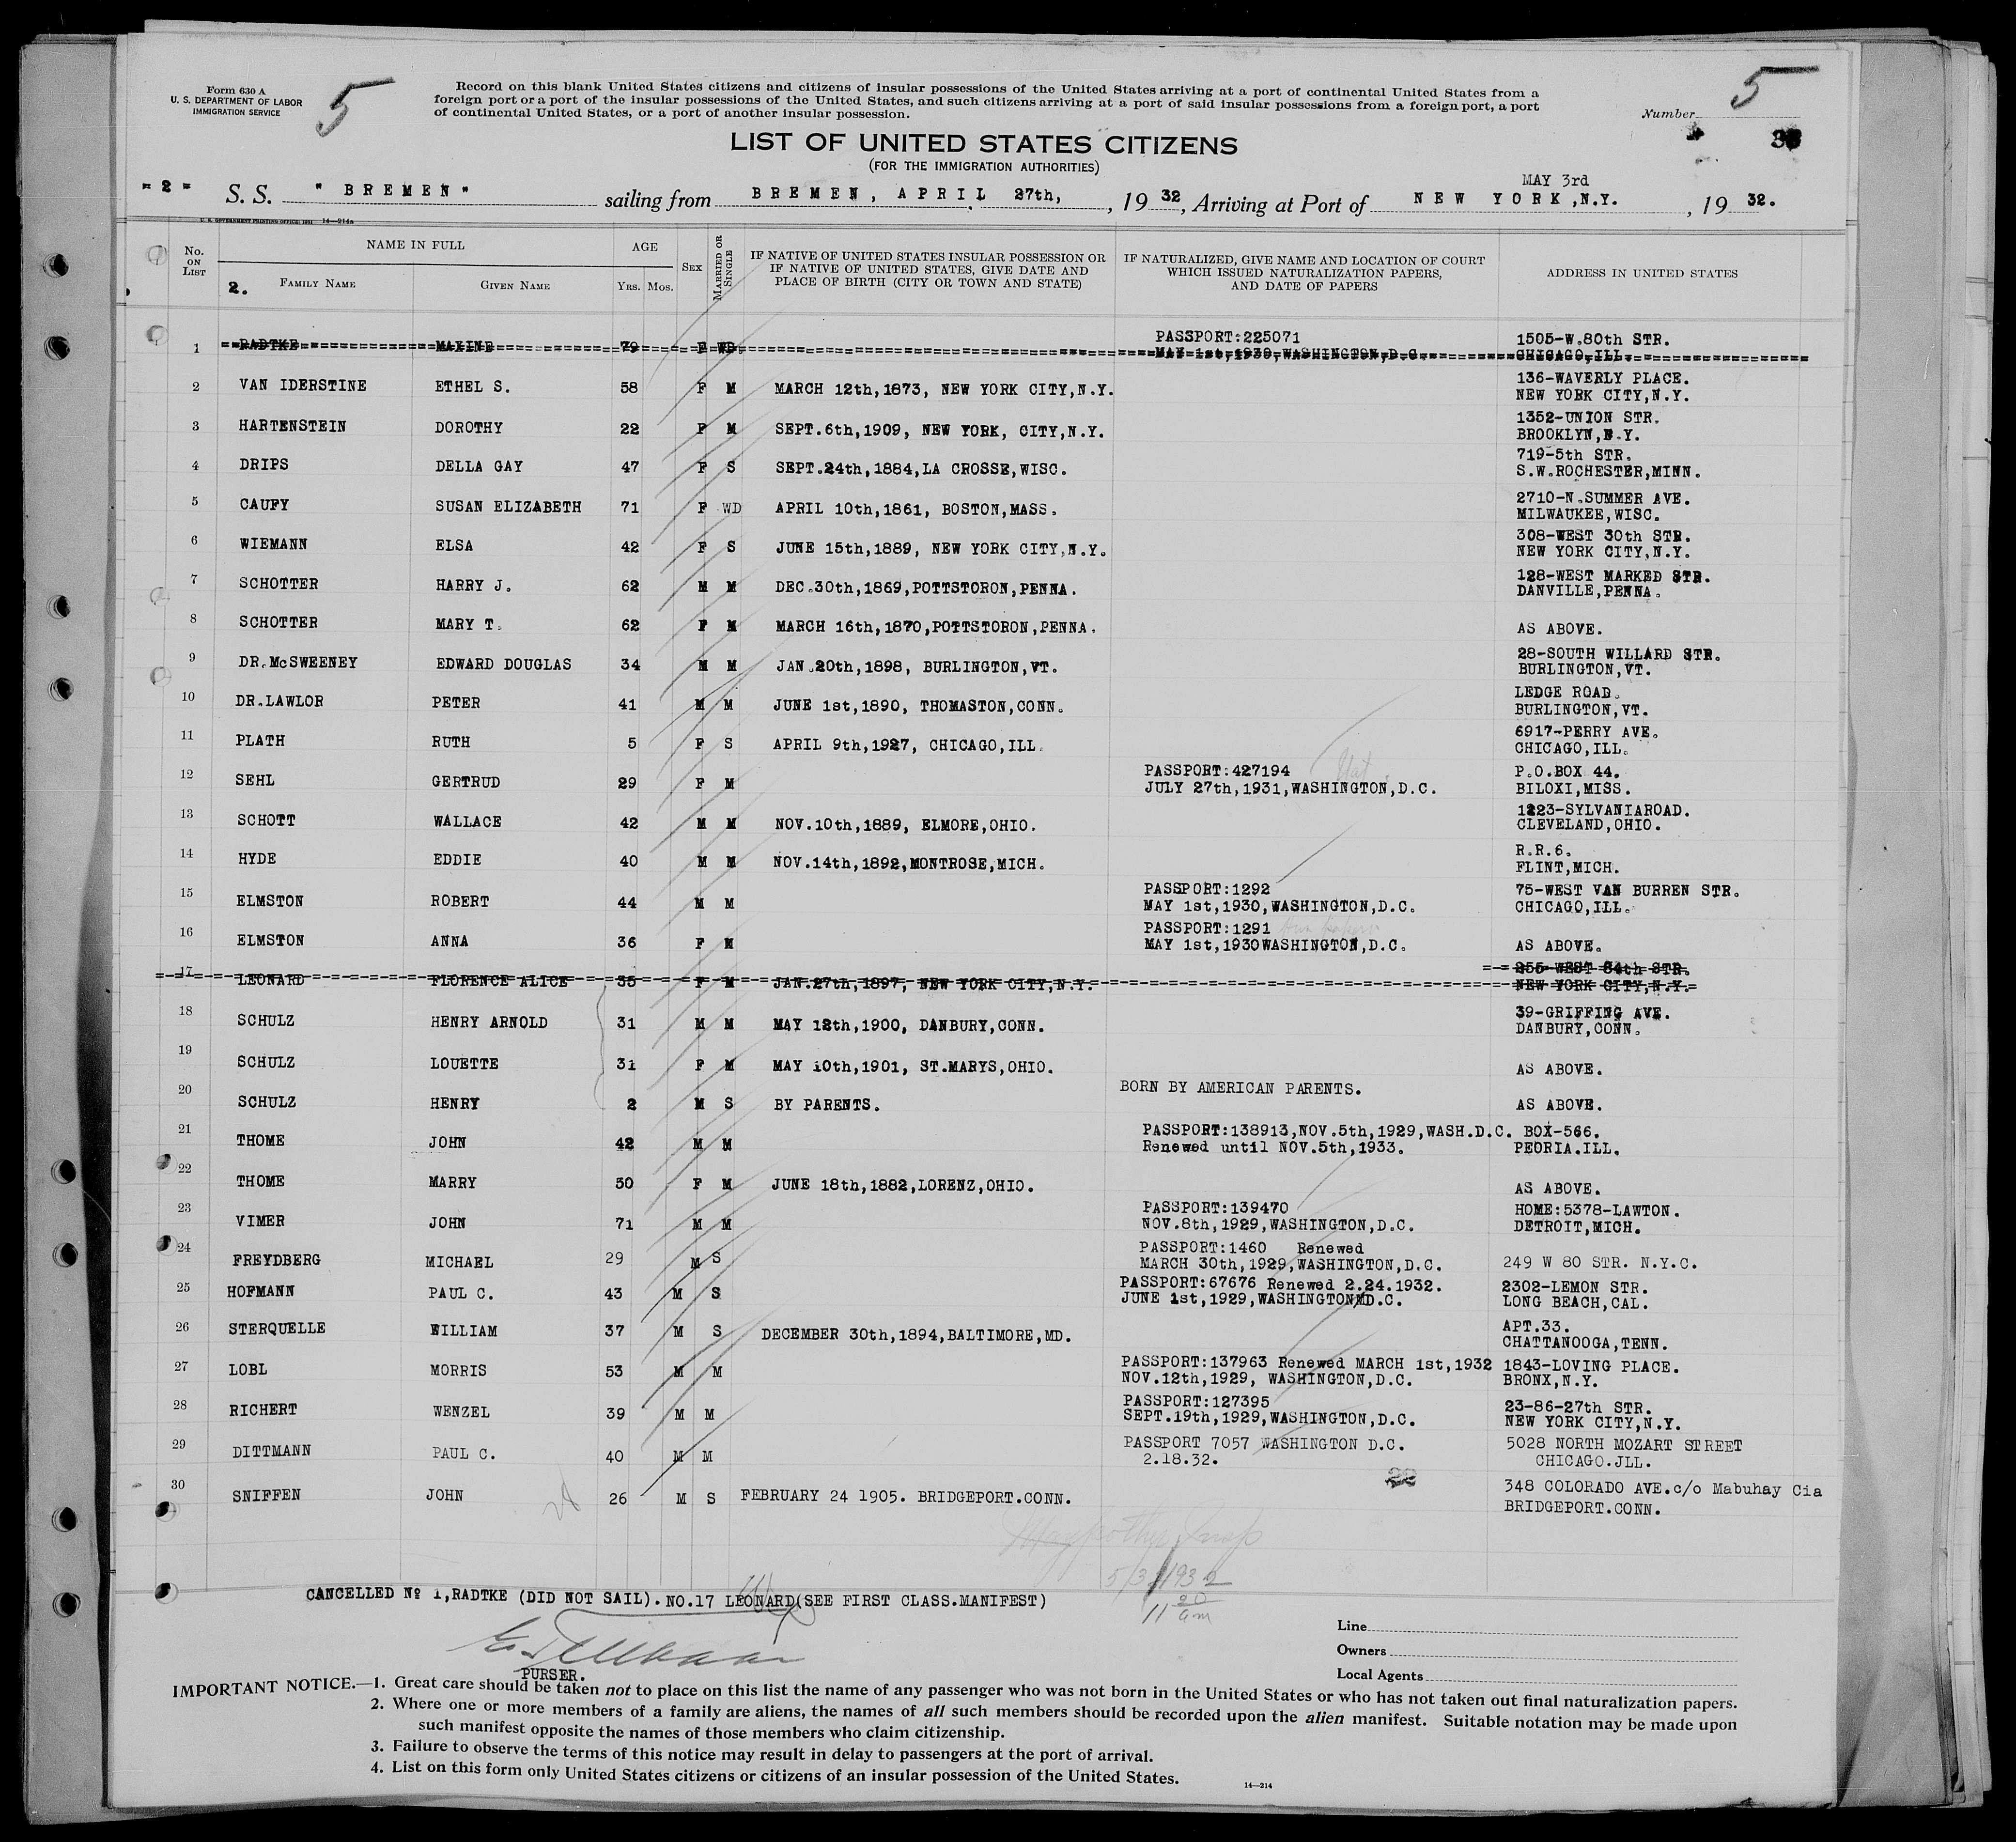 Form 630 A
U. S. DEPARTMENT OF LABOR
IMMIGRATION SERVICE
5
Record on this blank United States citizens and citizens of insular possessions of the United States arriving at a port of continental United States from a
foreign port or a port of the insular possessions of the United States, and such citizens arriving at a port of said insular possessions from a foreign port, a port
of continental United States, or a port of another insular possession.
Number 5
LIST OF UNITED STATES CITIZENS
(FOR THE IMMIGRATION AUTHORITIES)
MAY 3rd
- 2 - S. S. "BREMEN" sailing from BREMEN, APRIL 27th, , 19 32, Arriving at Port of NEW YORK,N.Y. , 19 32.
U. S. GOVERNMENT PRINTING OFFICE: 1931 14—214a
No. ON LIST NAME IN FULL AGE SEX MARRIED OR SINGLE IF NATIVE OF UNITED STATES INSULAR POSSESSION OR IF NATIVE OF UNITED STATES, GIVE DATE AND PLACE OF BIRTH (CITY OR TOWN AND STATE) IF NATURALIZED, GIVE NAME AND LOCATION OF COURT WHICH ISSUED NATURALIZATION PAPERS, AND DATE OF PAPERS ADDRESS IN UNITED STATES
2. FAMILY NAME GIVEN NAME YRS. MOS.
PASSPORT:225071 1505-W.80th STR.
1 RADTKE MAXINE 79 F WD MAY 1st,1930,WASHINGTON,D.C. CHICAGO,ILL.
136-WAVERLY PLACE.
2 VAN IDERSTINE ETHEL S. 58 F M MARCH 12th,1873, NEW YORK CITY,N.Y. NEW YORK CITY,N.Y.
1352-UNION STR.
3 HARTENSTEIN DOROTHY 22 F M SEPT.6th,1909, NEW YORK, CITY,N.Y. BROOKLYN,N.Y.
719-5th STR.
4 DRIPS DELLA GAY 47 F S SEPT.24th,1884,LA CROSSE,WISC. S.W.ROCHESTER,MINN.
2710-N.SUMMER AVE.
5 CAUFY SUSAN ELIZABETH 71 F WD APRIL 10th,1861, BOSTON,MASS. MILWAUKEE,WISC.
308-WEST 30th STR.
6 WIEMANN ELSA 42 F S JUNE 15th,1889, NEW YORK CITY,N.Y. NEW YORK CITY,N.Y.
128-WEST MARKED STR.
7 SCHOTTER HARRY J. 62 M M DEC.30th,1869,POTTSTORON,PENNA. DANVILLE,PENNA.
8 SCHOTTER MARY T. 62 F M MARCH 16th,1870,POTTSTORON,PENNA. AS ABOVE.
28-SOUTH WILLARD STR.
9 DR.McSWEENEY EDWARD DOUGLAS 34 M M JAN.20th,1898, BURLINGTON,VT. BURLINGTON,VT.
LEDGE ROAD.
10 DR.LAWLOR PETER 41 M M JUNE 1st,1890, THOMASTON,CONN. BURLINGTON,VT.
6917-PERRY AVE.
11 PLATH RUTH 5 F S APRIL 9th,1927, CHICAGO,ILL. CHICAGO,ILL.
PASSPORT:427194 P.O.BOX 44.
12 SEHL GERTRUD 29 F M JULY 27th,1931,WASHINGTON,D.C. BILOXI,MISS.
1223-SYLVANIAROAD.
13 SCHOTT WALLACE 42 M M NOV.10th,1889, ELMORE,OHIO. CLEVELAND,OHIO.
R.R.6.
14 HYDE EDDIE 40 M M NOV.14th,1892,MONTROSE,MICH. FLINT,MICH.
PASSPORT:1292 75-WEST VAN BURREN STR.
15 ELMSTON ROBERT 44 M M MAY 1st,1930,WASHINGTON,D.C. CHICAGO,ILL.
PASSPORT:1291
16 ELMSTON ANNA 36 F M MAY 1st,1930WASHINGTON,D.C. AS ABOVE.
255-WEST 84th STR.
17 LEONARD FLORENCE ALICE 35 F M JAN.27th,1897, NEW YORK CITY,N.Y. NEW YORK CITY,N.Y.
39-GRIFFING AVE.
18 SCHULZ HENRY ARNOLD 31 M M MAY 12th,1900, DANBURY,CONN. DANBURY,CONN.
19 SCHULZ LOUETTE 31 F M MAY 10th,1901, ST.MARYS,OHIO. AS ABOVE.
BORN BY AMERICAN PARENTS.
20 SCHULZ HENRY 2 M S BY PARENTS. AS ABOVE.
PASSPORT:138913,NOV.5th,1929,WASH.D.C. BOX-566.
21 THOME JOHN 42 M M Renewed until NOV.5th,1933. PEORIA.ILL.
22 THOME MARRY 50 F M JUNE 18th,1882,LORENZ,OHIO. AS ABOVE.
PASSPORT:139470 HOME:5378-LAWTON.
23 VIMER JOHN 71 M M NOV.8th,1929,WASHINGTON,D.C. DETROIT,MICH.
PASSPORT:1460 Renewed
24 FREYDBERG MICHAEL 29 M S MARCH 30th,1929,WASHINGTON,D.C. 249 W 80 STR. N.Y.C.
PASSPORT:67676 Renewed 2.24.1932. 2302-LEMON STR.
25 HOFMANN PAUL C. 43 M S JUNE 1st,1929,WASHINGTON D.C. LONG BEACH,CAL.
APT.33.
26 STERQUELLE WILLIAM 37 M S DECEMBER 30th,1894,BALTIMORE,MD. CHATTANOOGA,TENN.
PASSPORT:137963 Renewed MARCH 1st,1932 1843-LOVING PLACE.
27 LOBL MORRIS 53 M M NOV.12th,1929, WASHINGTON,D.C. BRONX,N.Y.
PASSPORT:127395 23-86-27th STR.
28 RICHERT WENZEL 39 M M SEPT.19th,1929,WASHINGTON,D.C. NEW YORK CITY,N.Y.
PASSPORT 7057 WASHINGTON D.C. 5028 NORTH MOZART STREET
29 DITTMANN PAUL C. 40 M M 2.18.32. CHICAGO.JLL.
348 COLORADO AVE.c/o Mabuhay Cia
30 SNIFFEN JOHN 26 M S FEBRUARY 24 1905. BRIDGEPORT.CONN. BRIDGEPORT.CONN.
28
5/3/1932
11 20 am
CANCELLED Nº 1,RADTKE (DID NOT SAIL). NO.17 LEONARD(SEE FIRST CLASS.MANIFEST)
PURSER.
Line
Owners
Local Agents
IMPORTANT NOTICE.—1. Great care should be taken not to place on this list the name of any passenger who was not born in the United States or who has not taken out final naturalization papers.
2. Where one or more members of a family are aliens, the names of all such members should be recorded upon the alien manifest. Suitable notation may be made upon
such manifest opposite the names of those members who claim citizenship.
3. Failure to observe the terms of this notice may result in delay to passengers at the port of arrival.
4. List on this form only United States citizens or citizens of an insular possession of the United States.
14—214